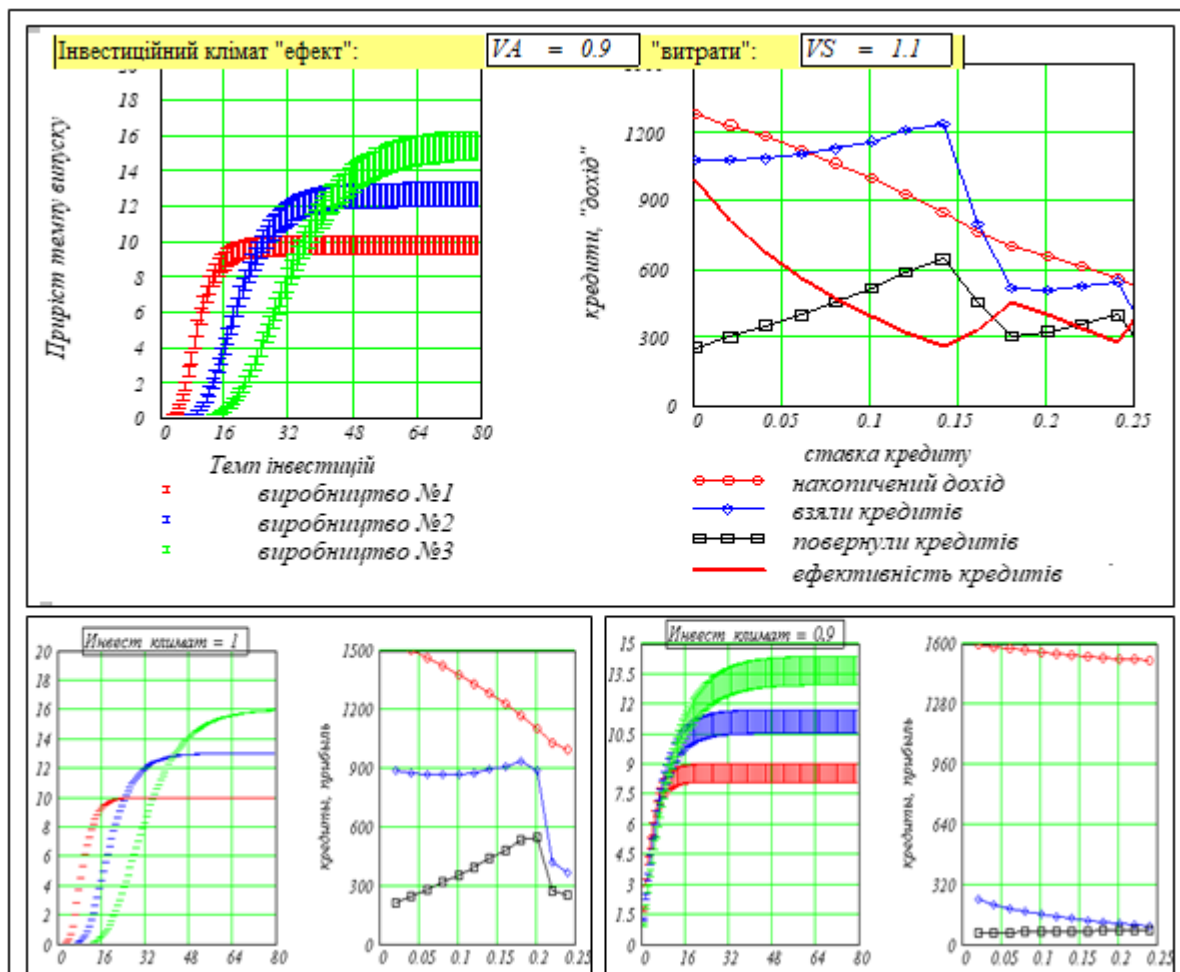 Інвестиційний клімат "ефект": VA = 0.9 "витрати": VS = 1.1
Приріст темпу випуску
18
16
14
12
10
8
6
4
2
0
0 16 32 48 64 80
Темп інвестицій
виробництво №1
виробництво №2
виробництво №3
кредити, "дохід"
1200
900
600
300
0
0 0.05 0.1 0.15 0.2 0.25
ставка кредиту
накопичений дохід
взяли кредитів
повернули кредитів
ефективність кредитів
Инвест климат = 1
20
18
16
14
12
10
8
6
4
2
0
0 16 32 48 64 80
кредиты, прибыль
1500
1200
900
600
300
0
0 0.05 0.1 0.15 0.2 0.25
Инвест климат = 0.9
15
13.5
12
10.5
9
7.5
6
4.5
3
1.5
0
0 16 32 48 64 80
кредиты, прибыль
1600
1280
960
640
320
0
0 0.05 0.1 0.15 0.2 0.25